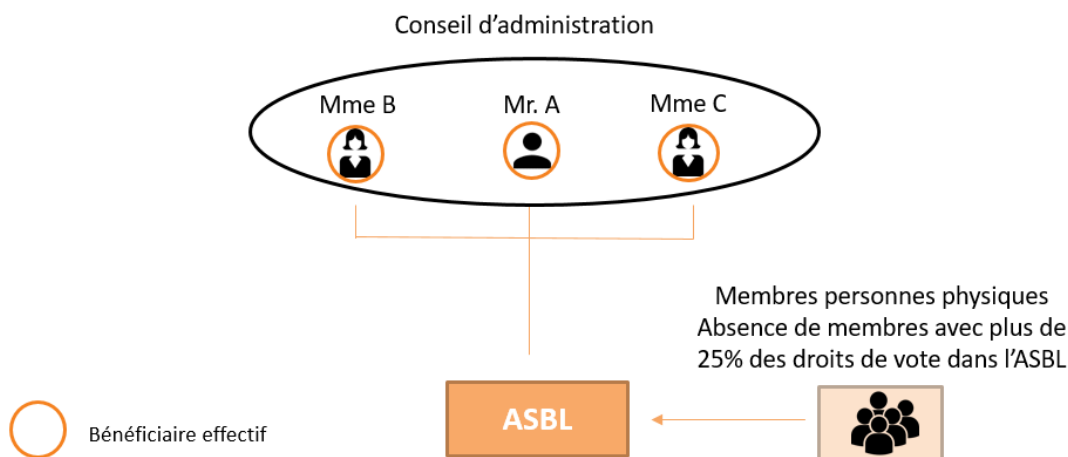 Conseil d'administration
Mme B
Mr. A
Mme C
Membres personnes physiques
Absence de membres avec plus de
25% des droits de vote dans l'ASBL
ASBL
Bénéficiaire effectif